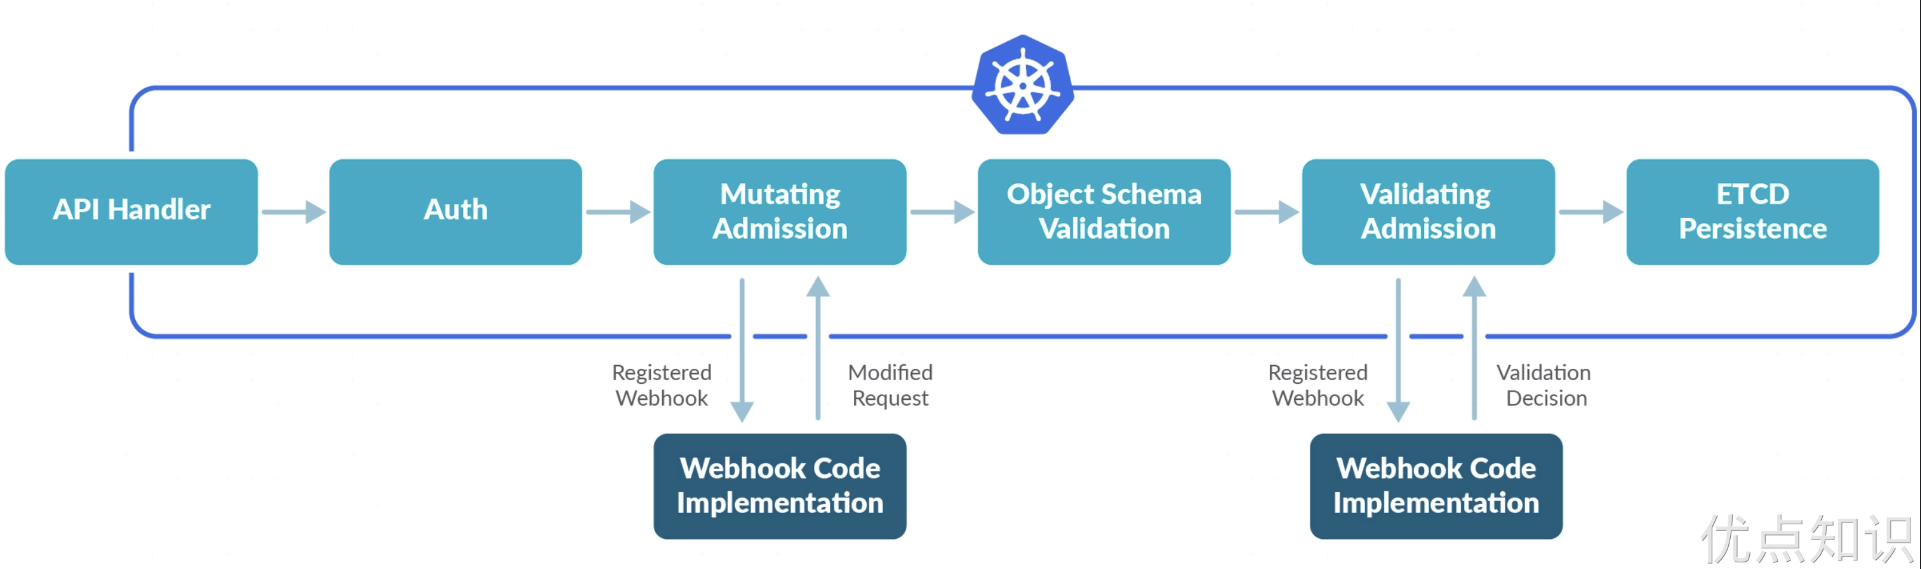 API Handler
Auth
Mutating
Admission
Object Schema
Validation
Validating
Admission
ETCD
Persistence
Registered
Webhook
Modified
Request
Registered
Webhook
Validation
Decision
Webhook Code
Implementation
Webhook Code
Implementation
优点知识